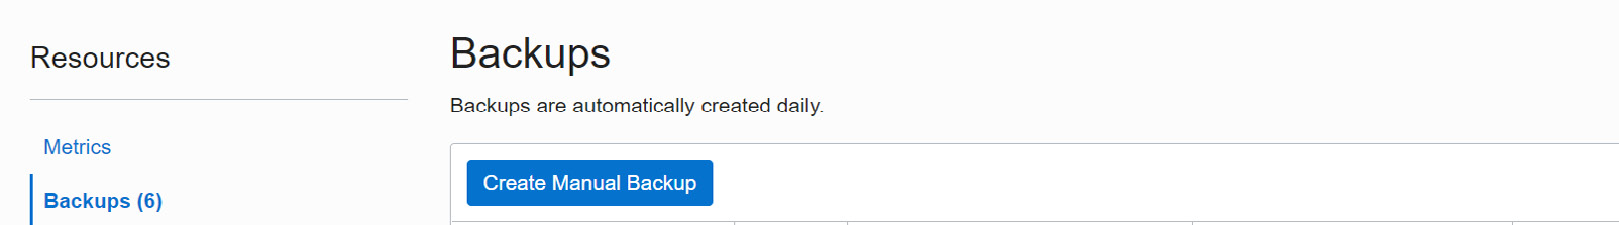 Resources
Metrics
Backups (6)
Backups
Backups are automatically created daily.
Create Manual Backup